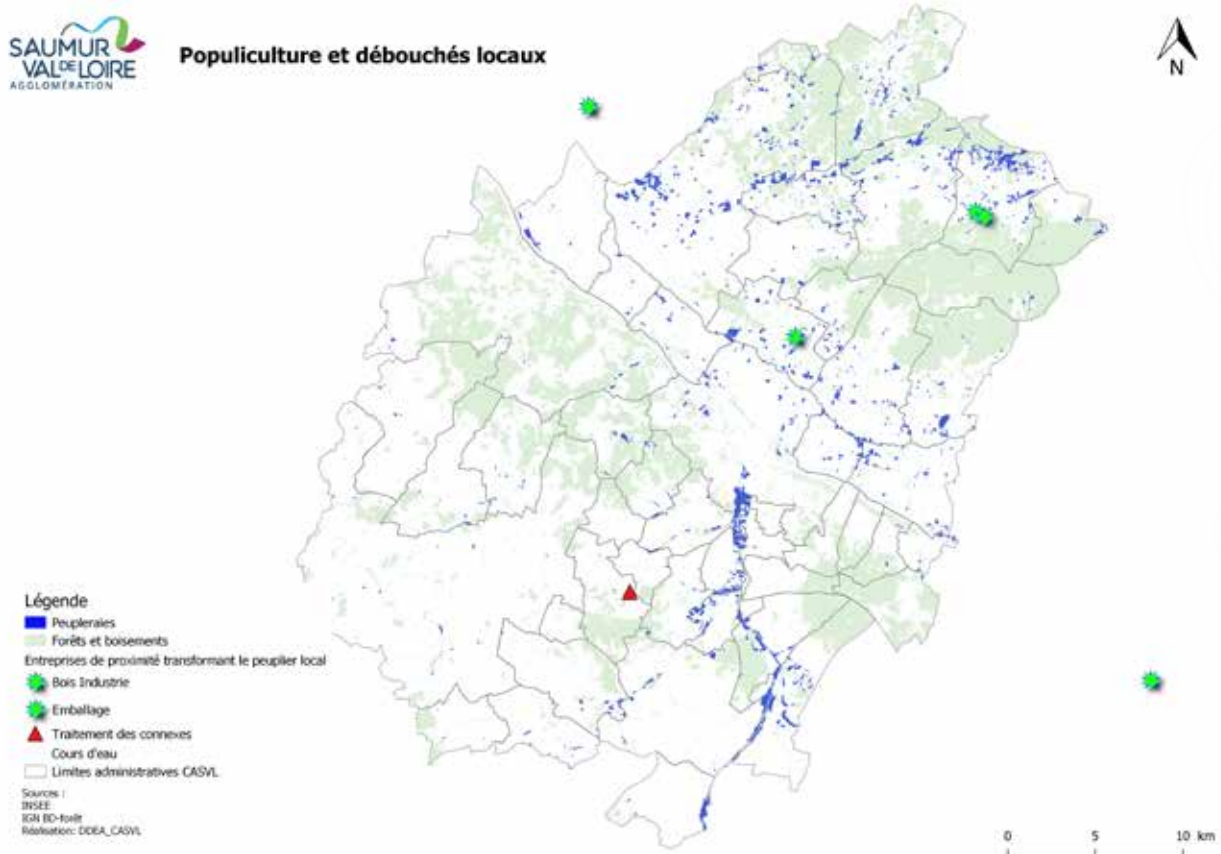 SAUMUR
VAL DE LOIRE
AGGLOMÉRATION
Populiculture et débouchés locaux
N
Légende
Peupleraies
Forêts et boisements
Entreprises de proximité transformant le peuplier local
Bois Industrie
Emballage
Traitement des connexes
Cours d'eau
Limites administratives CASVL
Sources :
INSEE
IGN BD-forêt
Réalisation: DDEA_CASVL
0 5 10 km